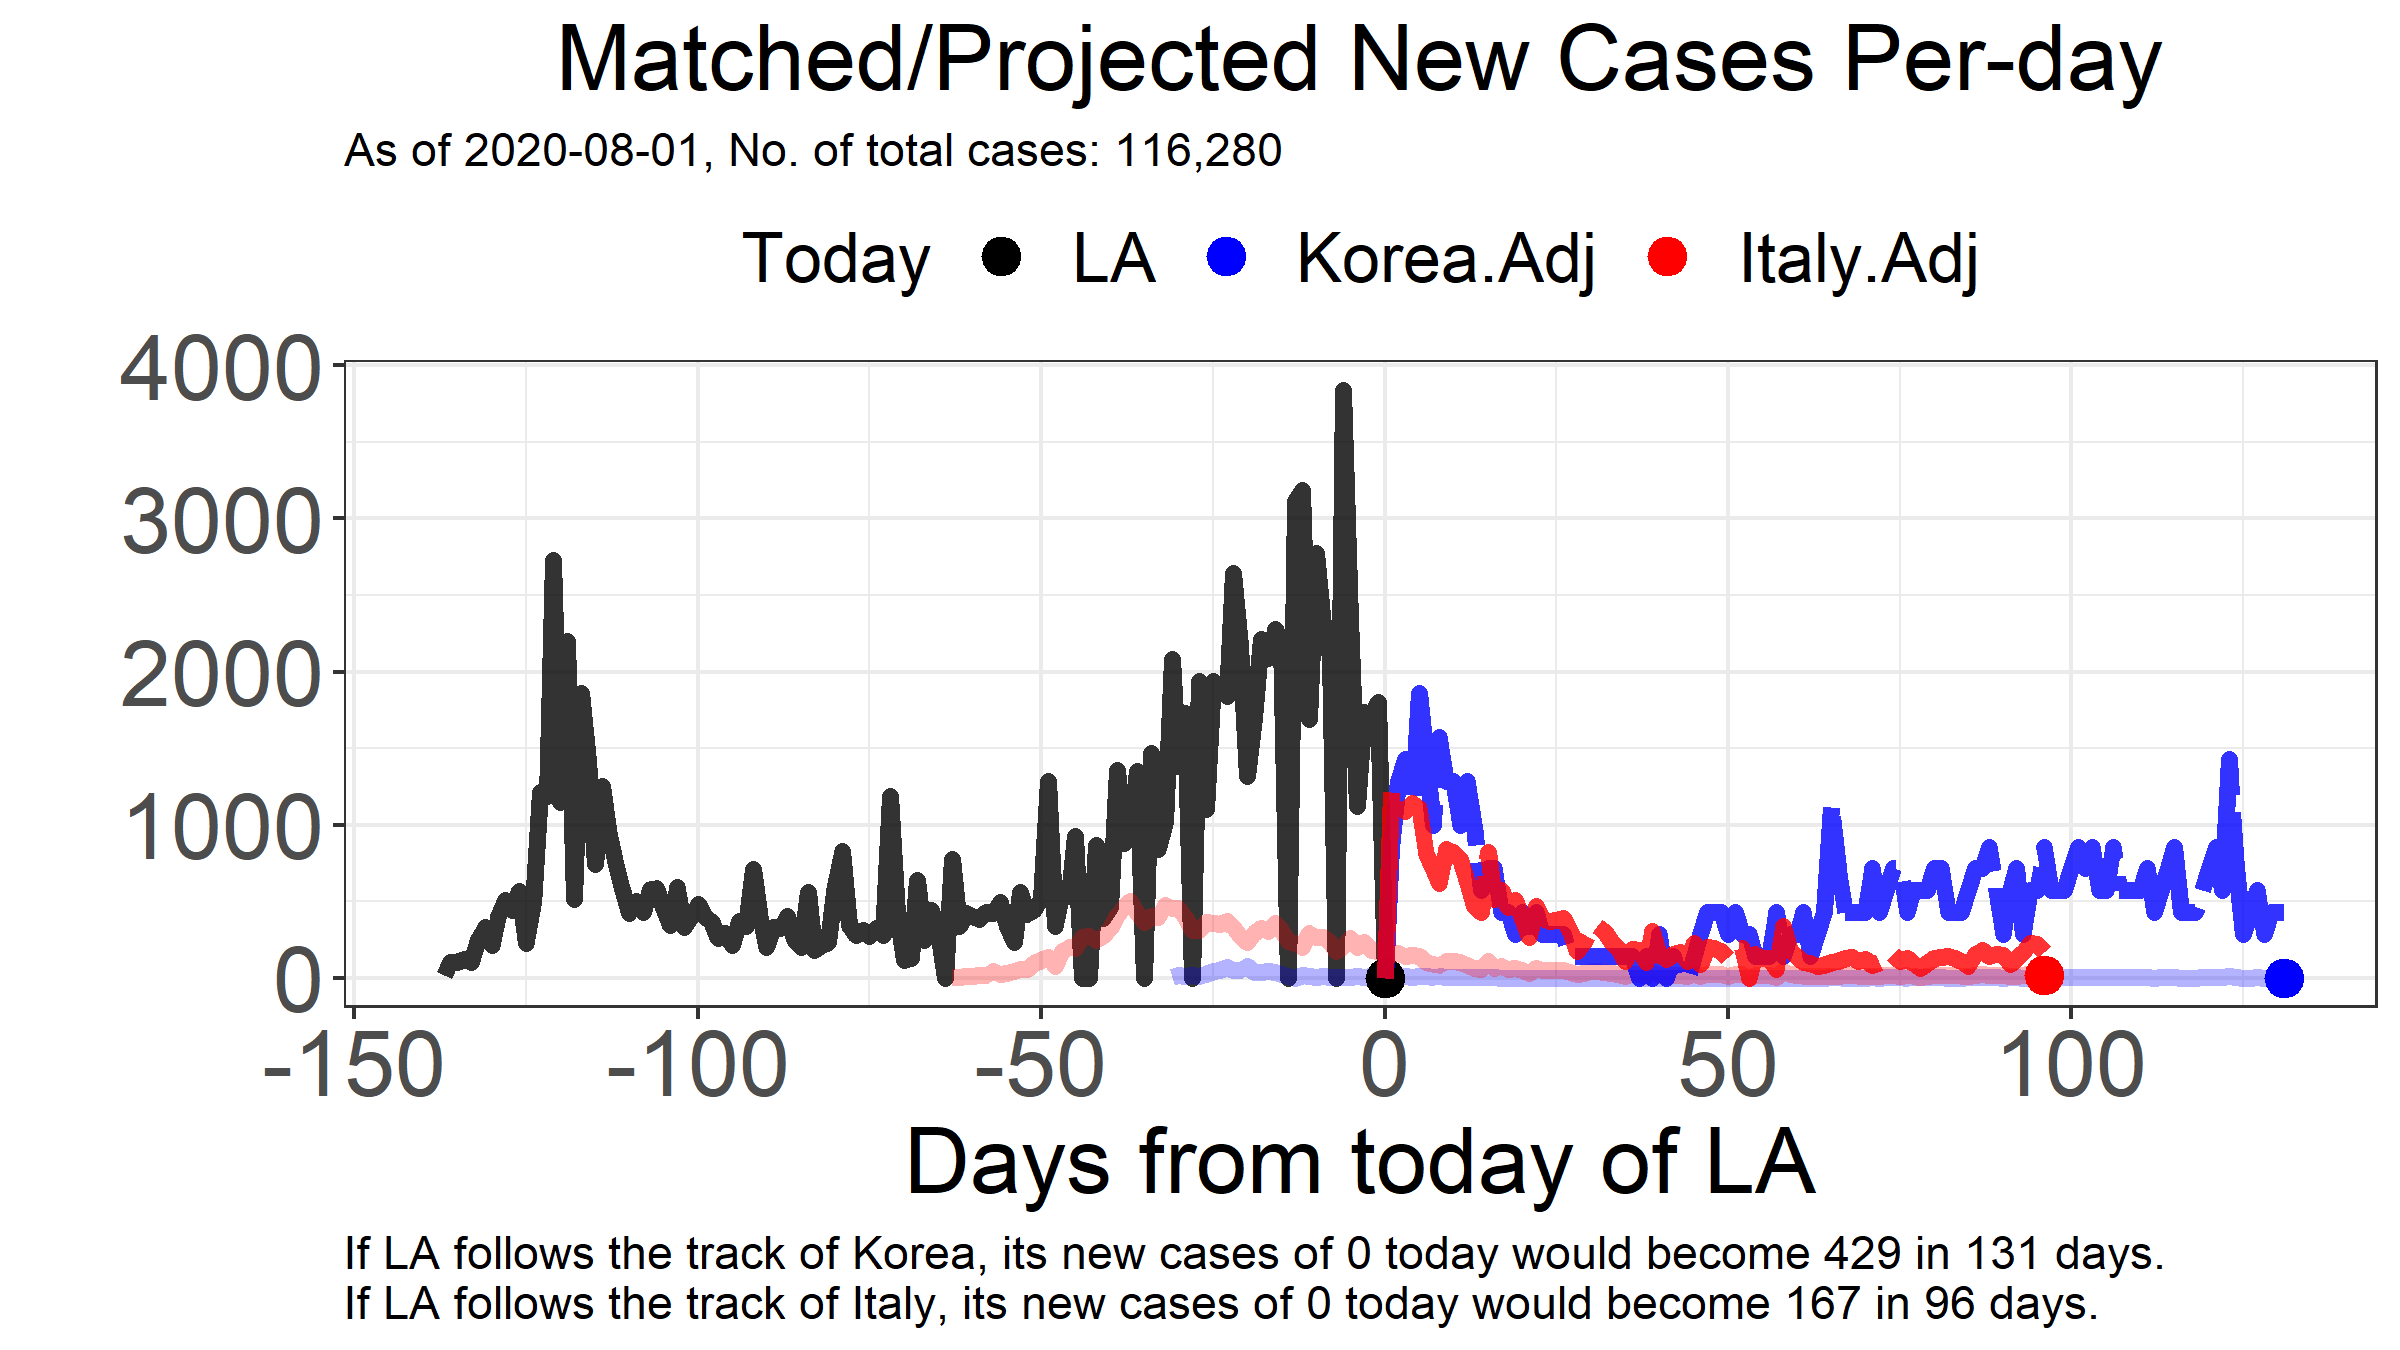 Matched/Projected New Cases Per-day
As of 2020-08-01, No. of total cases: 116,280
Today LA Korea.Adj Italy.Adj
4000
3000
2000
1000
0
-150 -100 -50 0 50 100
Days from today of LA
If LA follows the track of Korea, its new cases of 0 today would become 429 in 131 days.
If LA follows the track of Italy, its new cases of 0 today would become 167 in 96 days.